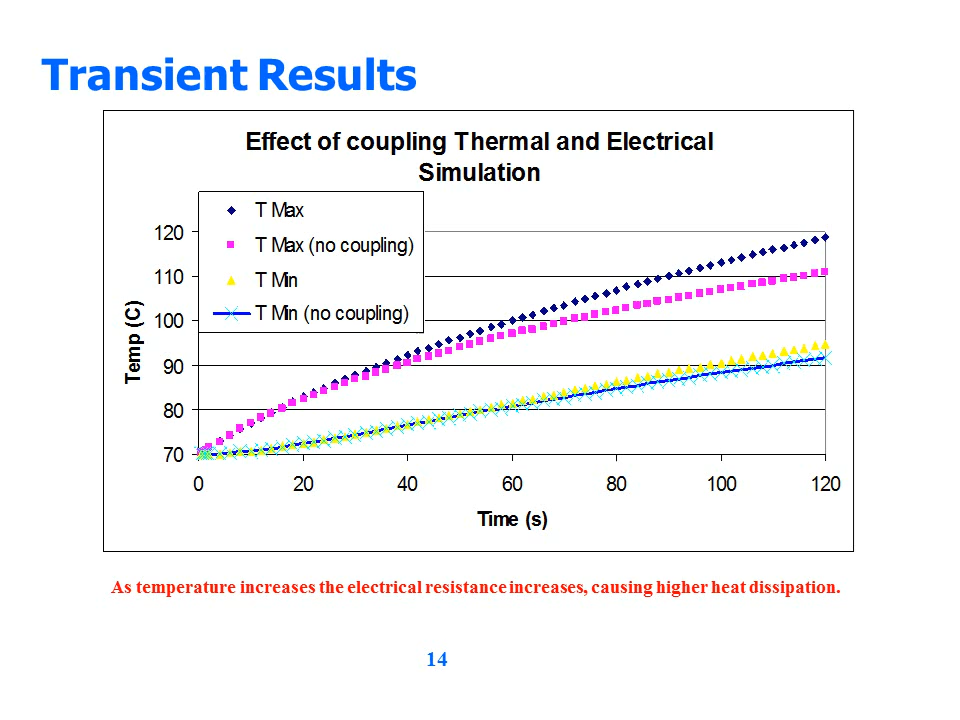 Transient Results
Effect of coupling Thermal and Electrical
Simulation
T Max
T Max (no coupling)
T Min
T Min (no coupling)
120
110
100
90
80
70
Temp (C)
0 20 40 60 80 100 120
Time (s)
As temperature increases the electrical resistance increases, causing higher heat dissipation.
14